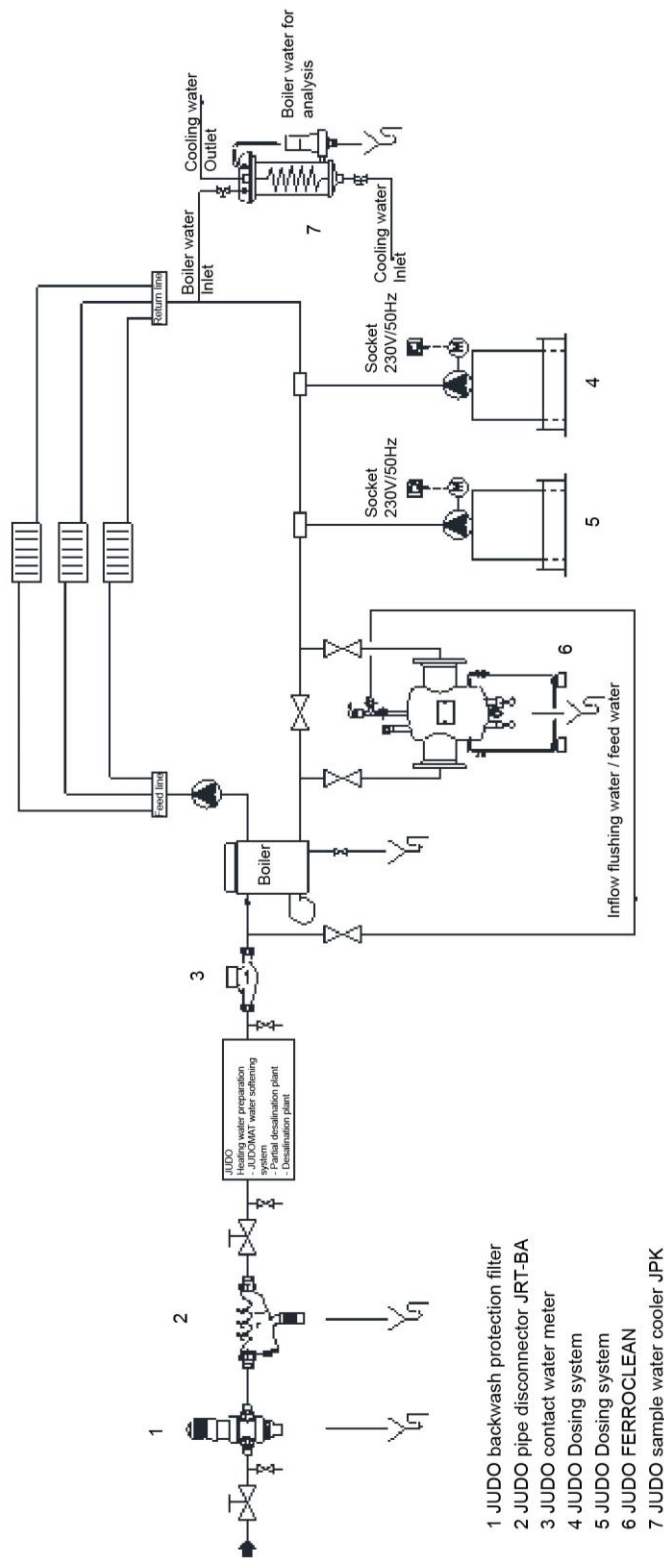 1
2
JUDO
Heating water preparation
- JUDOMAT water softening
system
- Partial desalination plant
- Desalination plant
3
Boiler
Feed line
Return line
Boiler water
Inlet
Cooling water
Outlet
Boiler water for
analysis
7
Cooling water
Inlet
Socket
230V/50Hz
M
5
Socket
230V/50Hz
M
4
6
Inflow flushing water / feed water
1 JUDO backwash protection filter
2 JUDO pipe disconnector JRT-BA
3 JUDO contact water meter
4 JUDO Dosing system
5 JUDO Dosing system
6 JUDO FERROCLEAN
7 JUDO sample water cooler JPK